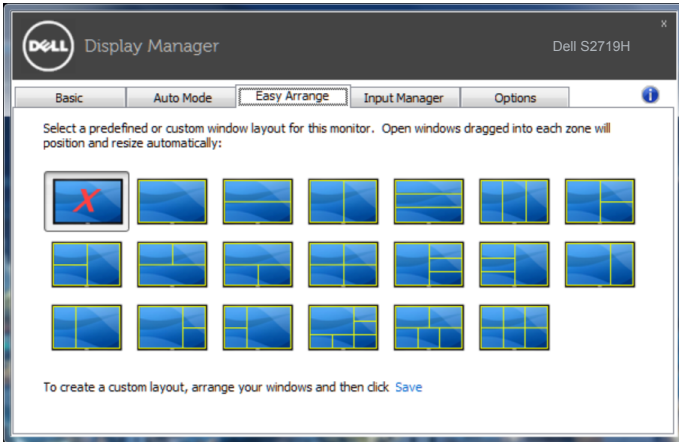 DELL Display Manager
x
Dell S2719H
Basic Auto Mode Easy Arrange Input Manager Options i
Select a predefined or custom window layout for this monitor. Open windows dragged into each zone will
position and resize automatically:
X
To create a custom layout, arrange your windows and then click Save